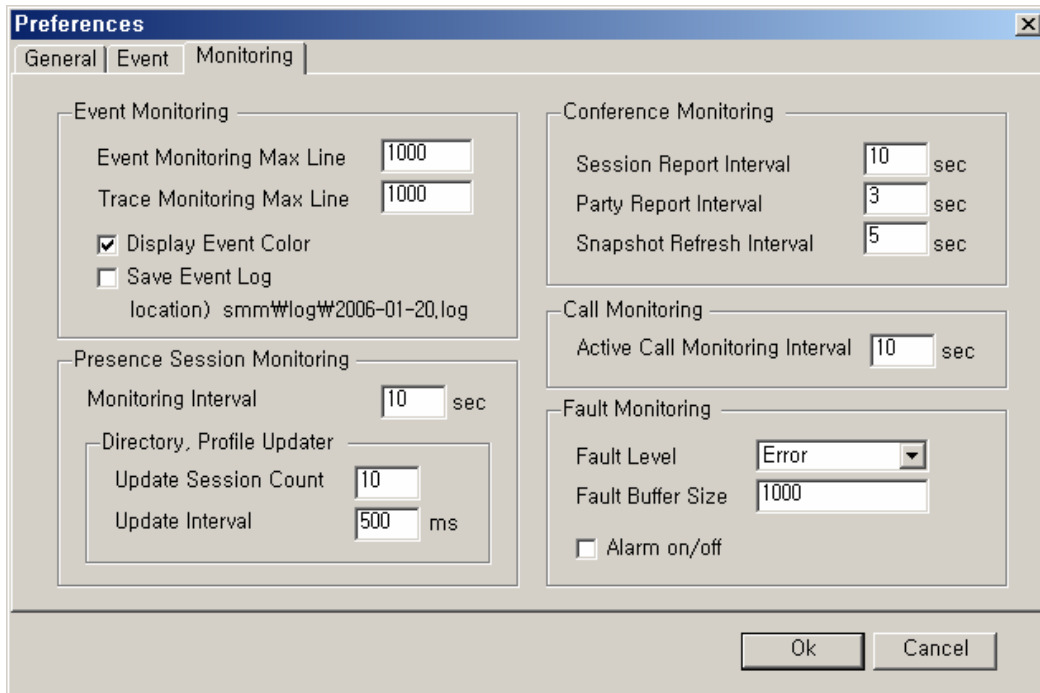 Preferences
General Event Monitoring
Event Monitoring
Event Monitoring Max Line 1000
Trace Monitoring Max Line 1000
Display Event Color
Save Event Log
location) smm₩log₩2006-01-20.log
Presence Session Monitoring
Monitoring Interval 10 sec
Directory, Profile Updater
Update Session Count 10
Update Interval 500 ms
Conference Monitoring
Session Report Interval 10 sec
Party Report Interval 3 sec
Snapshot Refresh Interval 5 sec
Call Monitoring
Active Call Monitoring Interval 10 sec
Fault Monitoring
Fault Level Error
Fault Buffer Size 1000
Alarm on/off
Ok Cancel